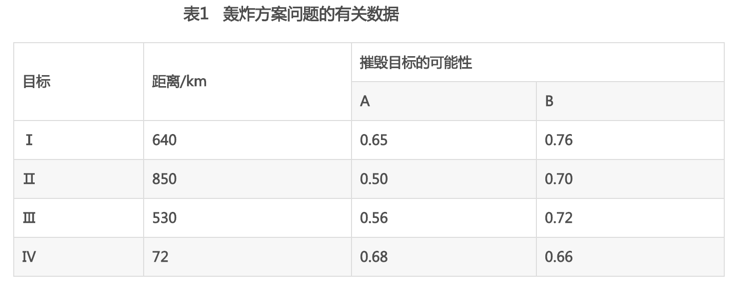 表1 轰炸方案问题的有关数据
目标 距离/km 摧毁目标的可能性
A B
Ⅰ 640 0.65 0.76
Ⅱ 850 0.50 0.70
Ⅲ 530 0.56 0.72
Ⅳ 72 0.68 0.66